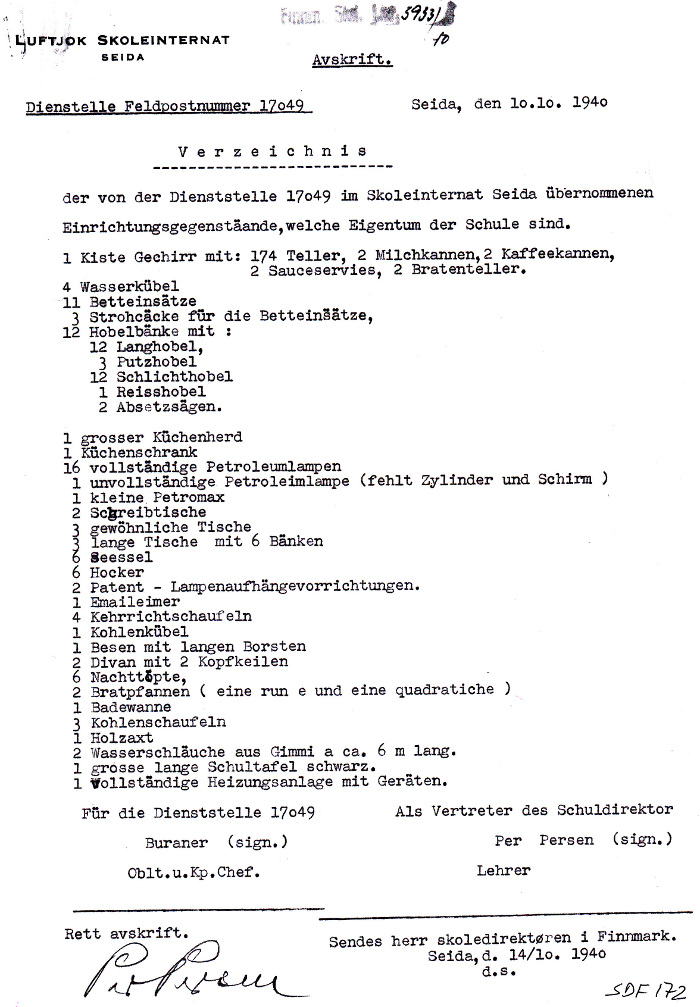 Finnm. Skol. Jnr. 3933/
10
LUFTJOK SKOLEINTERNAT
SEIDA
Avskrift.
Dienstelle Feldpostnummer 17o49
Seida, den 1o.1o. 194o
V e r z e i c h n i s
der von der Dienststelle 17o49 im Skoleinternat Seida übernommenen
Einrichtungsgegenstäande,welche Eigentum der Schule sind.
1 Kiste Gechirr mit: 174 Teller, 2 Milchkannen,2 Kaffeekannen,
2 Sauceservies, 2 Bratenteller.
4 Wasserkübel
11 Betteinsätze
3 Strohcäcke für die Betteinsätze,
12 Hobelbänke mit :
12 Langhobel,
3 Putzhobel
12 Schlichthobel
1 Reisshobel
2 Absetzsägen.
1 grosser Küchenherd
1 Küchenschrank
16 vollständige Petroleumlampen
1 unvollständige Petroleimlampe (fehlt Zylinder und Schirm )
1 kleine Petromax
2 Schreibtische
3 gewöhnliche Tische
3 lange Tische mit 6 Bänken
6 Seessel
6 Hocker
2 Patent - Lampenaufhängevorrichtungen.
1 Emaileimer
4 Kehrrichtschaufeln
1 Kohlenkübel
1 Besen mit langen Borsten
2 Divan mit 2 Kopfkeilen
6 Nachttöpte,
2 Bratpfannen ( eine run e und eine quadratiche )
1 Badewanne
3 Kohlenschaufeln
1 Holzaxt
2 Wasserschläuche aus Gimmi a ca. 6 m lang.
1 grosse lange Schultafel schwarz.
1 Vollständige Heizungsanlage mit Geräten.
Für die Dienststelle 17o49
Als Vertreter des Schuldirektor
Buraner (sign.)
Per Persen (sign.)
Oblt.u.Kp.Chef.
Lehrer
Rett avskrift.
Per Persen
Sendes herr skoledirektøren i Finnmark.
Seida,d. 14/1o. 194o
d.s.
SDF 172